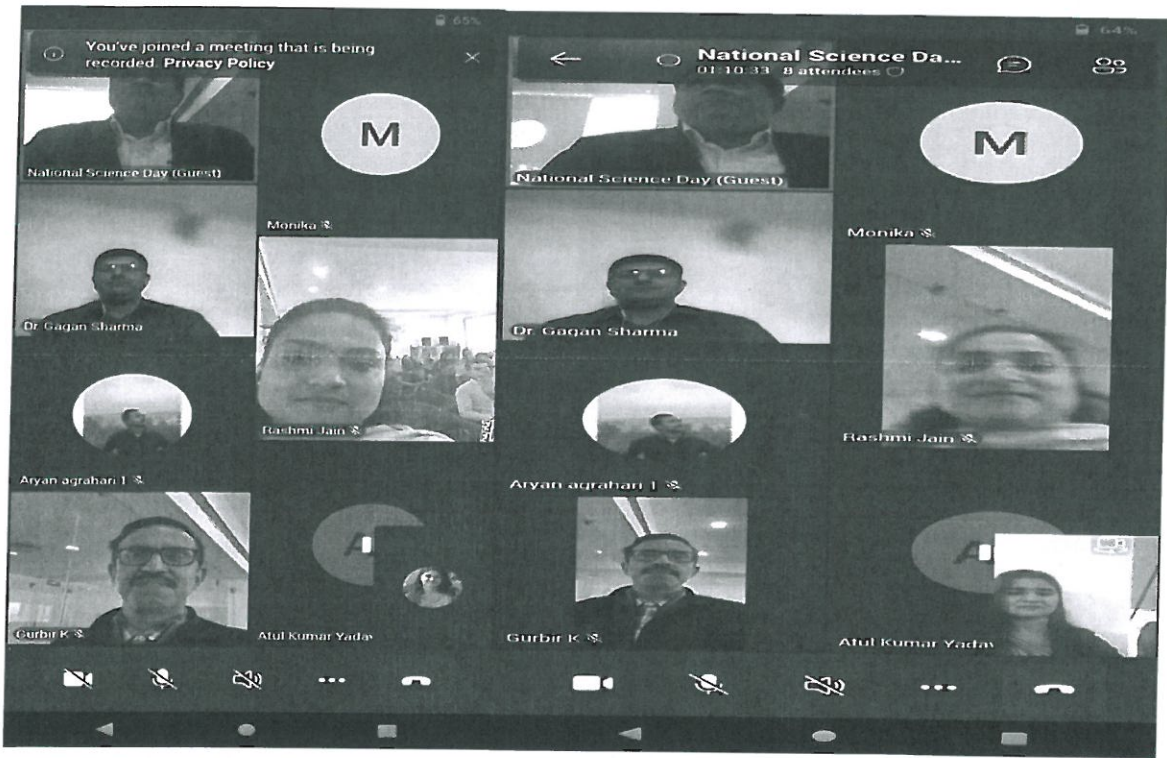 65%
You've joined a meeting that is being
recorded. Privacy Policy
National Science Day (Guest)
M
Monika
Dr. Gagan Sharma
Rashmi Jain
Aryan agrahari 1
Gurbir K
A
Atul Kumar Yadav
64%
National Science Da...
01:10:33 8 attendees
National Science Day (Guest)
M
Monika
Dr. Gagan Sharma
Rashmi Jain
Aryan agrahari 1
Gurbir K
A
Atul Kumar Yadav